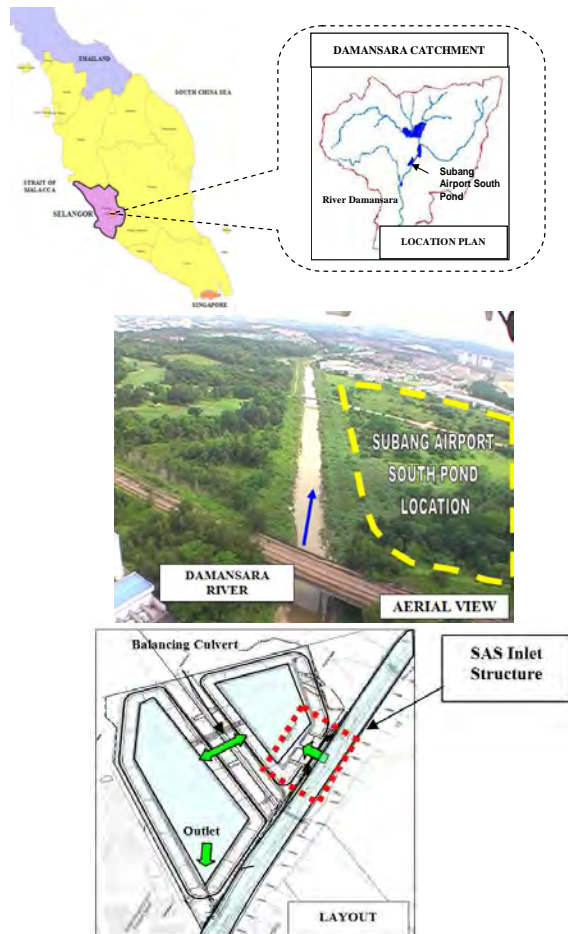 THAILAND
SOUTH CHINA SEA
STRAIT OF
MALACCA
SELANGOR
SINGAPORE
DAMANSARA CATCHMENT
Subang
Airport South
Pond
River Damansara
LOCATION PLAN
SUBANG AIRPORT
SOUTH POND
LOCATION
DAMANSARA
RIVER
AERIAL VIEW
Balancing Culvert
SAS Inlet
Structure
Outlet
LAYOUT